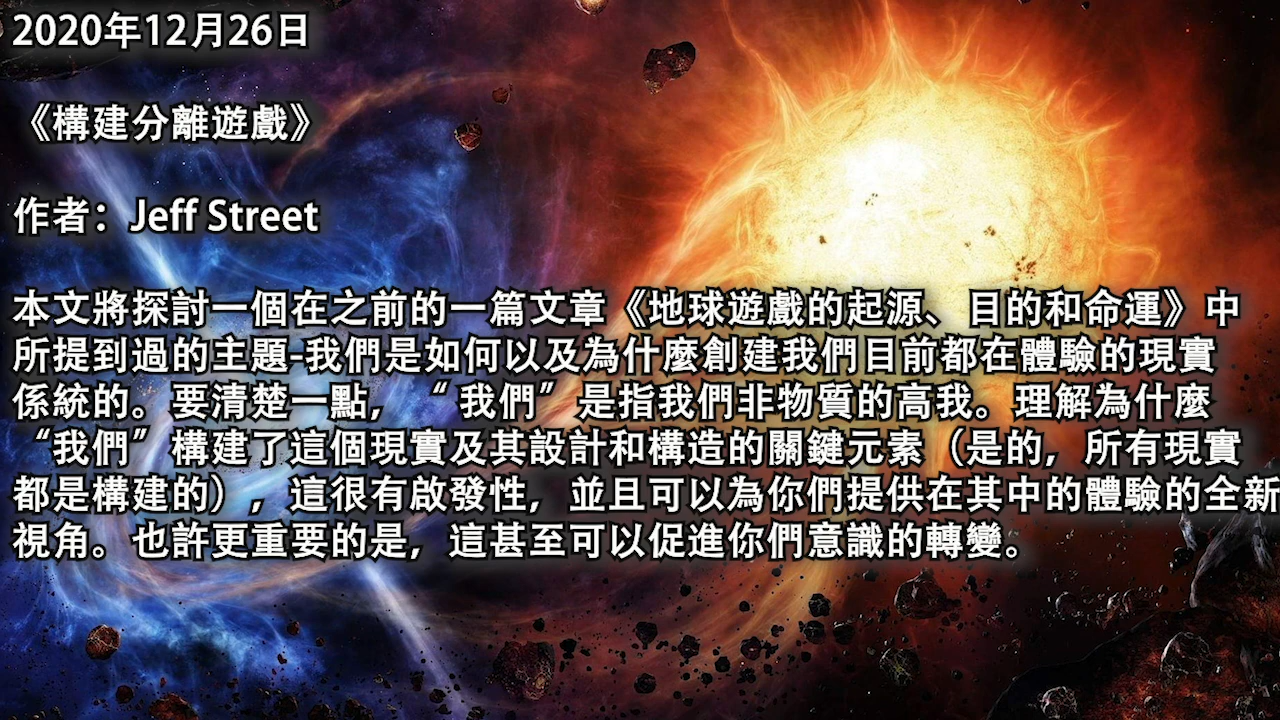 2020年12月26日
《構建分離遊戲》
作者：Jeff Street
本文將探討一個在之前的一篇文章《地球遊戲的起源、目的和命運》中
所提到過的主題-我們是如何以及為什麼創建我們目前都在體驗的現實
係統的。要清楚一點，“ 我們”是指我們非物質的高我。理解為什麼
“我們”構建了這個現實及其設計和構造的關鍵元素（是的，所有現實
都是構建的），這很有啟發性，並且可以為你們提供在其中的體驗的全新
視角。也許更重要的是，這甚至可以促進你們意識的轉變。